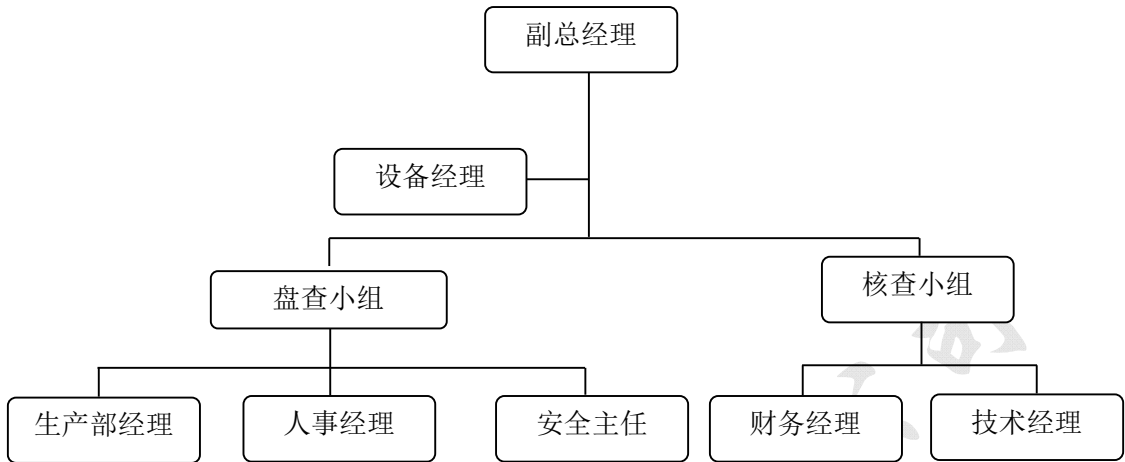 副总经理
设备经理
盘查小组
核查小组
生产部经理
人事经理
安全主任
财务经理
技术经理